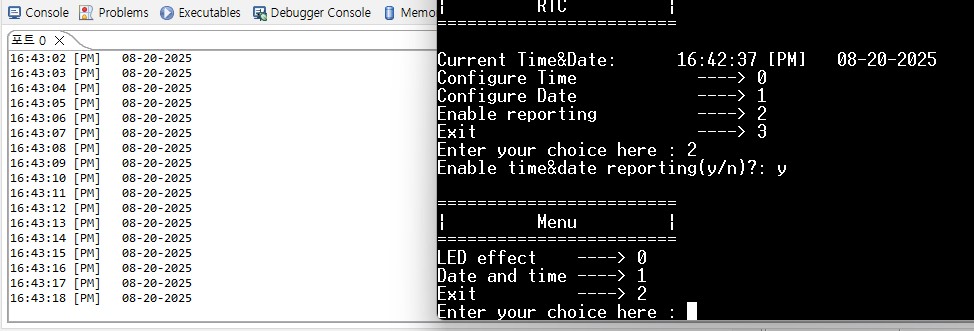 Console Problems Executables Debugger Console Memo
포트 0
16:43:02 [PM] 08-20-2025
16:43:03 [PM] 08-20-2025
16:43:04 [PM] 08-20-2025
16:43:05 [PM] 08-20-2025
16:43:06 [PM] 08-20-2025
16:43:07 [PM] 08-20-2025
16:43:08 [PM] 08-20-2025
16:43:09 [PM] 08-20-2025
16:43:10 [PM] 08-20-2025
16:43:11 [PM] 08-20-2025
16:43:12 [PM] 08-20-2025
16:43:13 [PM] 08-20-2025
16:43:14 [PM] 08-20-2025
16:43:15 [PM] 08-20-2025
16:43:16 [PM] 08-20-2025
16:43:17 [PM] 08-20-2025
16:43:18 [PM] 08-20-2025
| RTC |
========================
Current Time&Date: 16:42:37 [PM] 08-20-2025
Configure Time ----> 0
Configure Date ----> 1
Enable reporting ----> 2
Exit ----> 3
Enter your choice here : 2
Enable time&date reporting(y/n)?: y
========================
| Menu |
========================
LED effect ----> 0
Date and time ----> 1
Exit ----> 2
Enter your choice here :